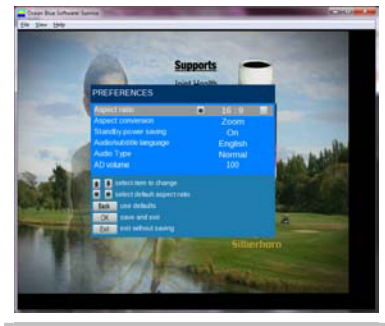 Ocean Blue Software Sunrise
File View Help
Supports
Joint Health
PREFERENCES
Aspect ratio 16 : 9
Aspect conversion Zoom
Standby power saving On
Audio/subtitle language English
Audio Type Normal
AD volume 100
select item to change
select default aspect ratio
Back use defaults
OK save and exit
Exit exit without saving